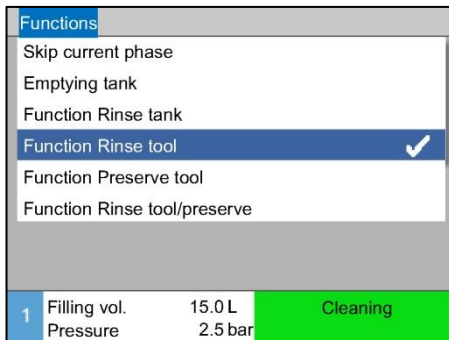 Functions
Skip current phase
Emptying tank
Function Rinse tank
Function Rinse tool
Function Preserve tool
Function Rinse tool/preserve
1 Filling vol. 15.0 L Cleaning
Pressure 2.5 bar